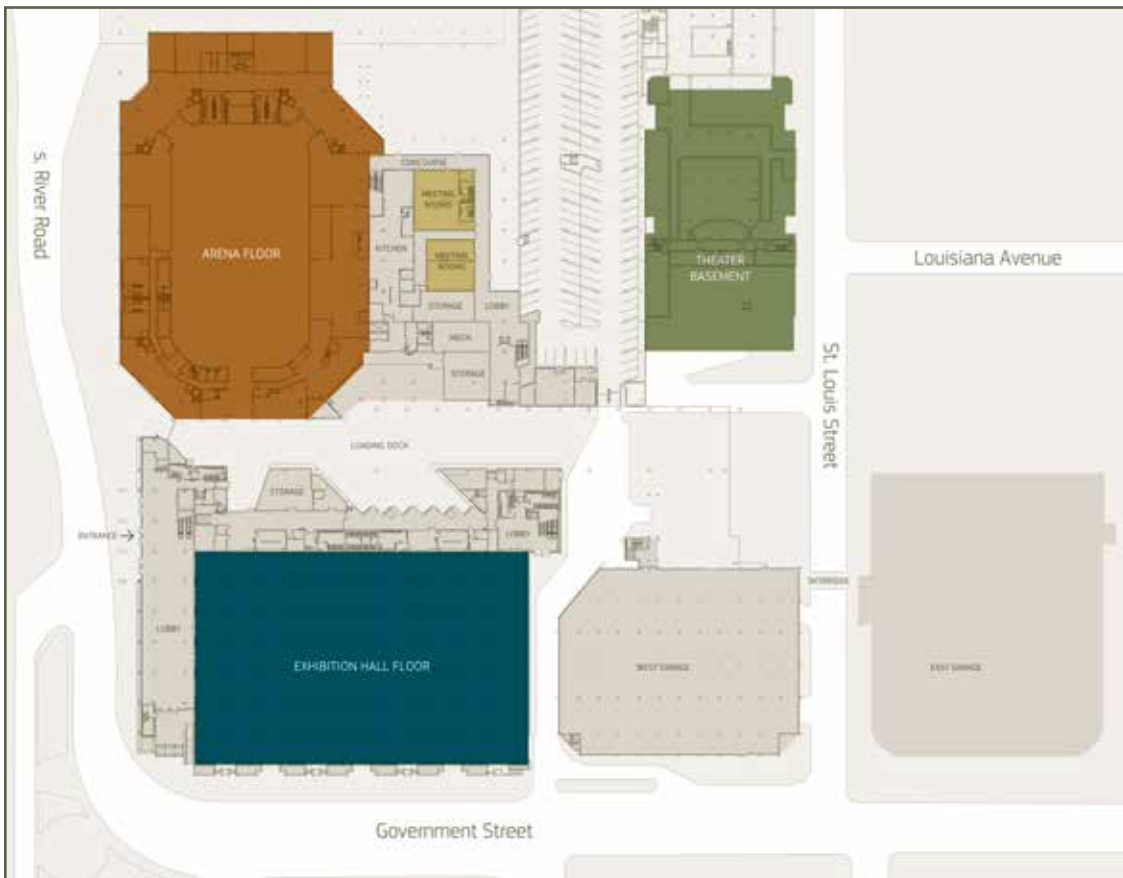 S. River Road
ARENA FLOOR
CONCOURSE
MEETING
ROOMS
KITCHEN
MEETING
ROOMS
STORAGE
LOBBY
MECH
STORAGE
THEATER
BASEMENT
Louisiana Avenue
St. Louis Street
LOADING DOCK
STORAGE
ENTRANCE
LOBBY
LOBBY
EXHIBITION HALL FLOOR
WEST GARAGE
SKYBRIDGE
EAST GARAGE
Government Street